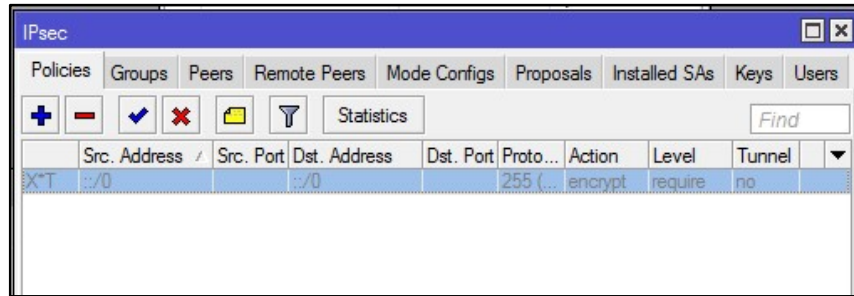 IPsec
Policies Groups Peers Remote Peers Mode Configs Proposals Installed SAs Keys Users
Statistics Find
Src. Address Src. Port Dst. Address Dst. Port Proto... Action Level Tunnel
X*T ::/0 ::/0 255 (... encrypt require no